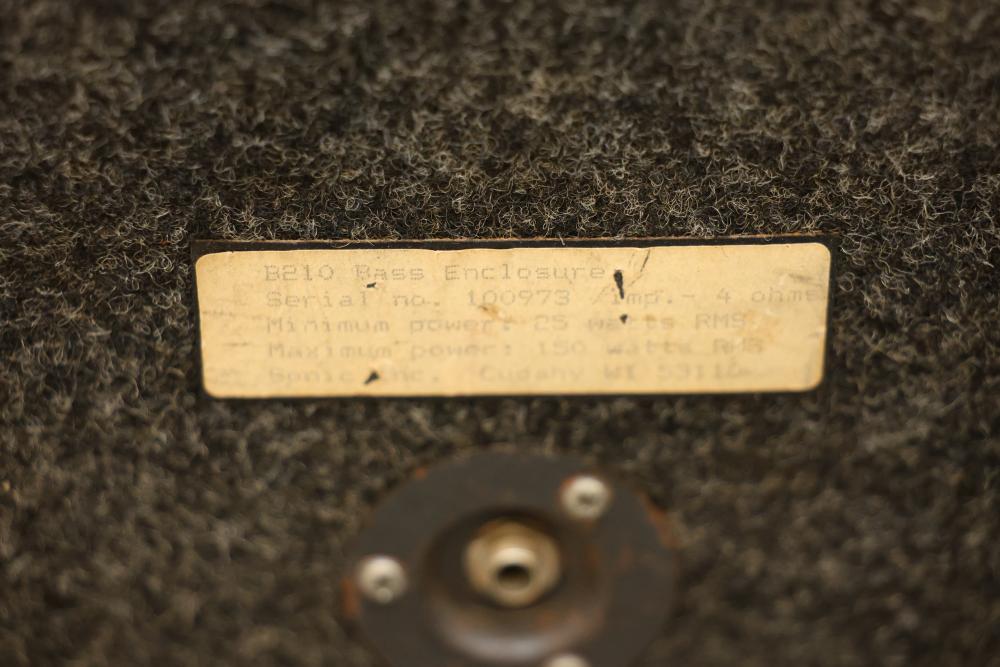 B210 Bass Enclosure
Serial no. 100973 imp.- 4 ohms
Minimum power: 25 watts RMS
Maximum power: 150 watts RMS
Sonic Inc. Cudahy WI 53110